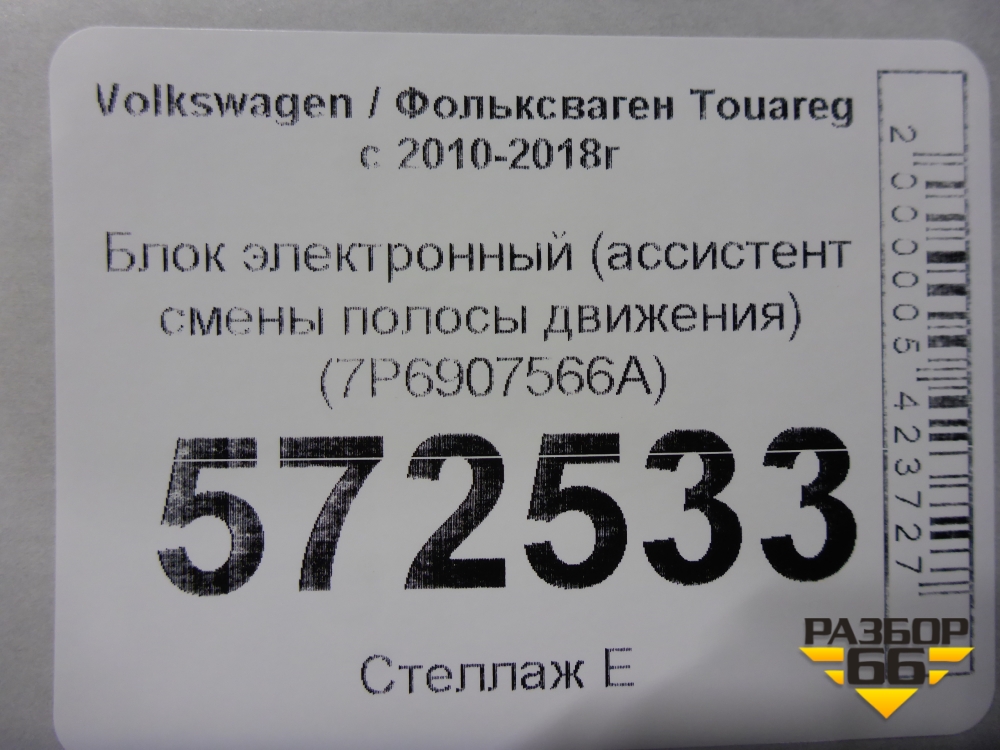 Volkswagen / Фольксваген Touareg
с 2010-2018г
Блок электронный (ассистент
смены полосы движения)
(7P6907566A)
572533
Стеллаж Е
2000005423727
РАЗБОР
66